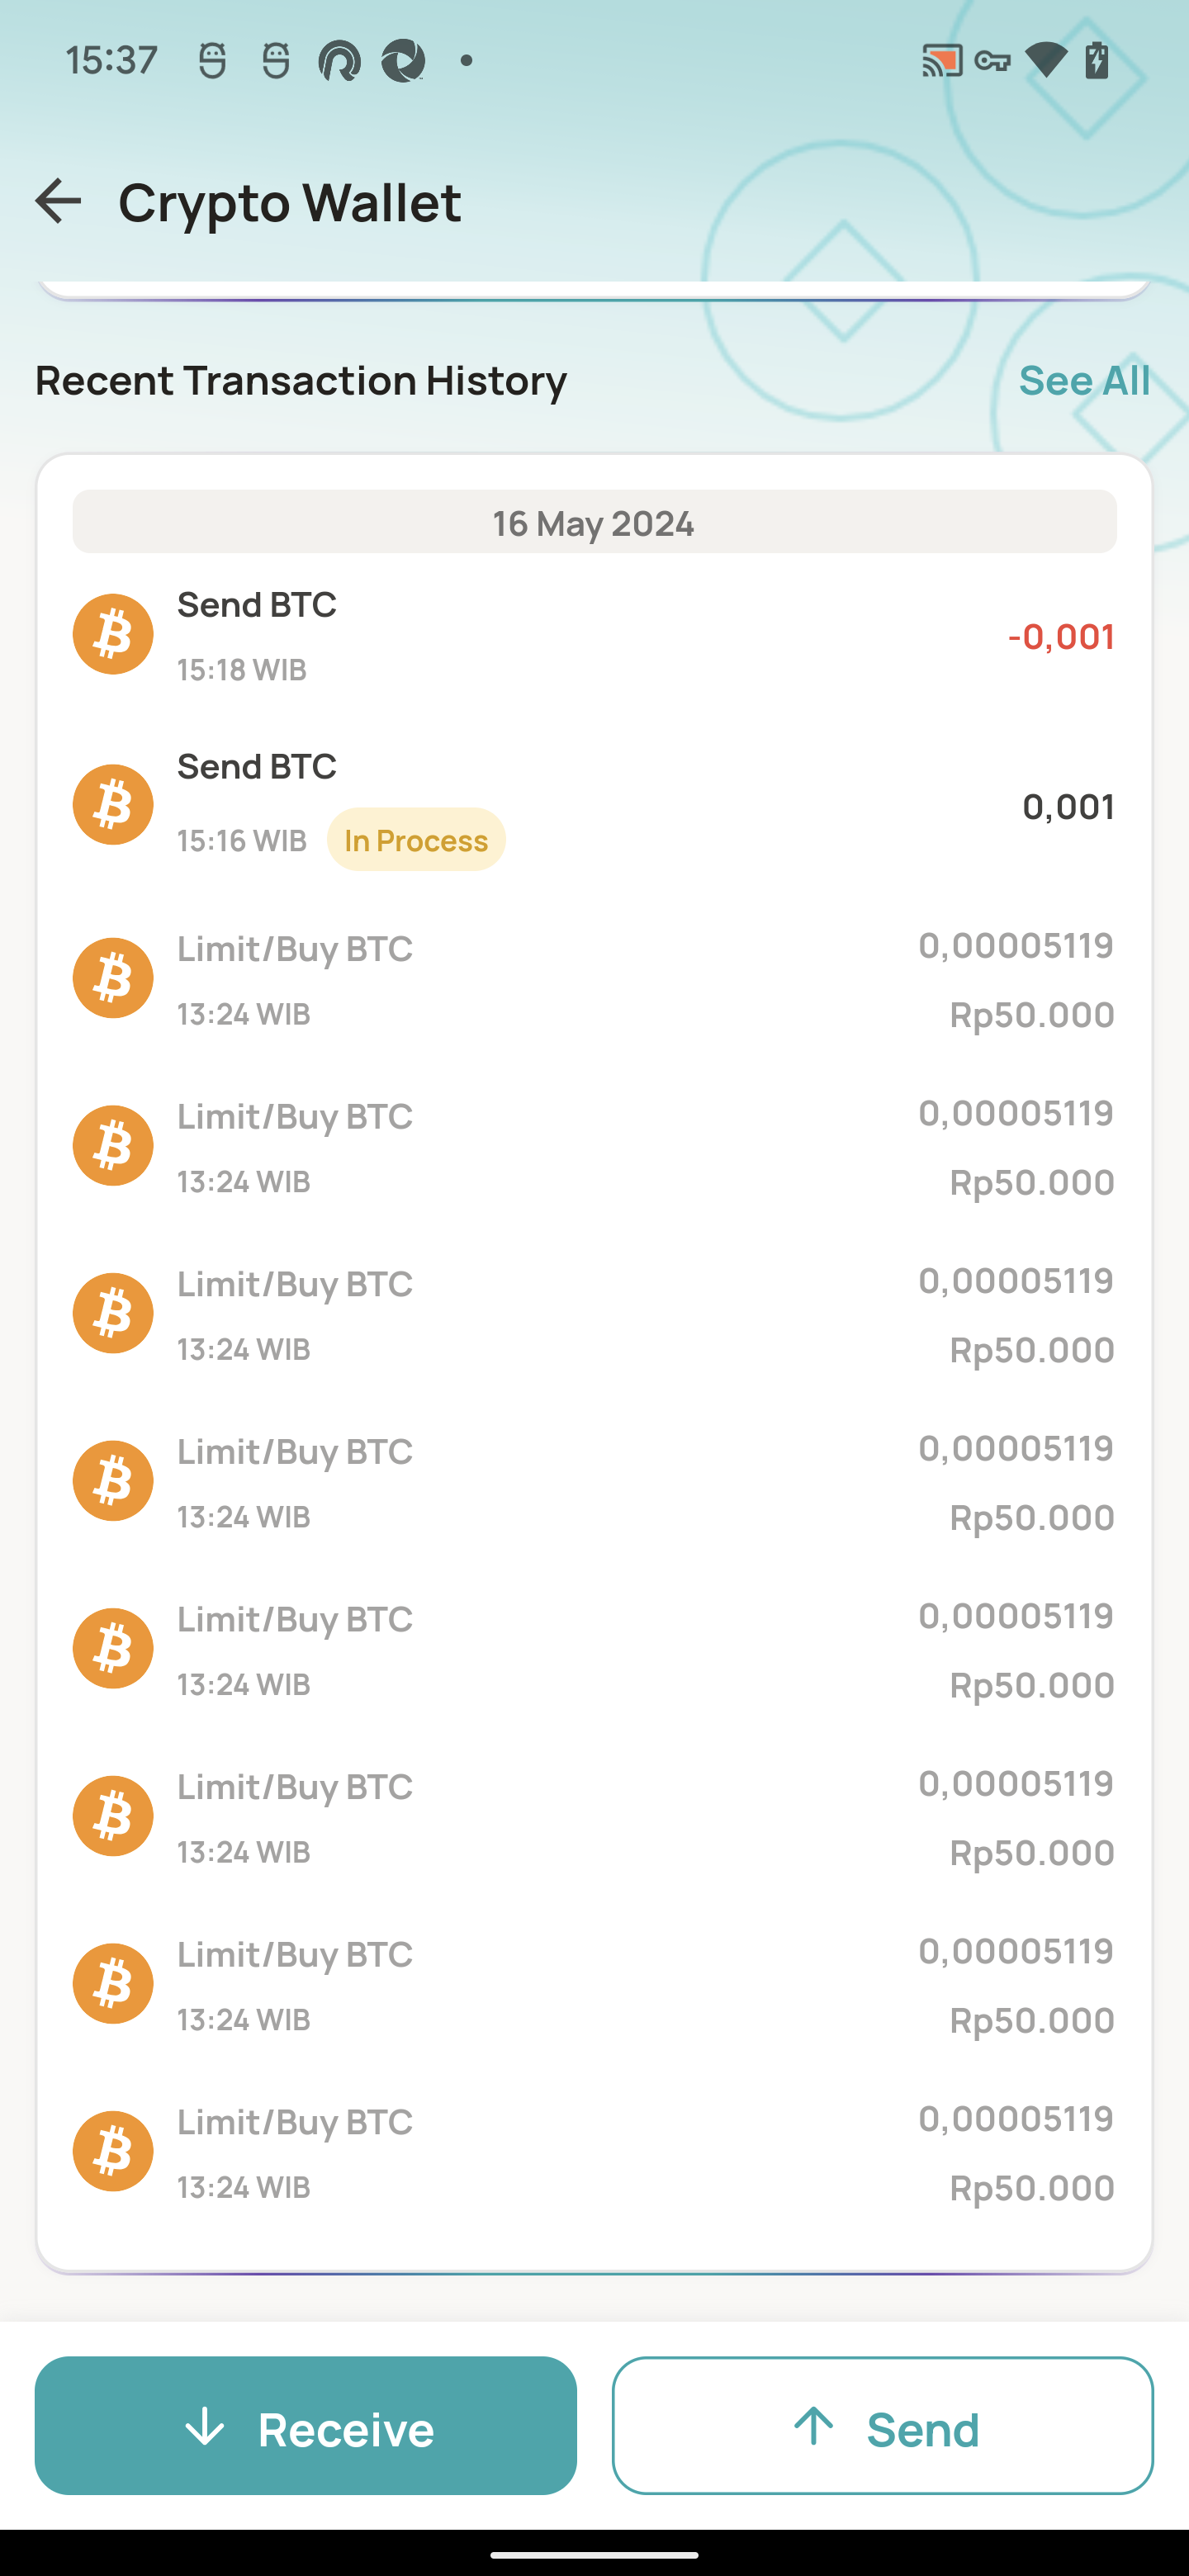 15:37
Crypto Wallet
Recent Transaction History
See All
16 May 2024
Send BTC
-0,001
15:18 WIB
Send BTC
0,001
15:16 WIB
In Process
Limit/Buy BTC
0,00005119
13:24 WIB
Rp50.000
Limit/Buy BTC
0,00005119
13:24 WIB
Rp50.000
Limit/Buy BTC
0,00005119
13:24 WIB
Rp50.000
Limit/Buy BTC
0,00005119
13:24 WIB
Rp50.000
Limit/Buy BTC
0,00005119
13:24 WIB
Rp50.000
Limit/Buy BTC
0,00005119
13:24 WIB
Rp50.000
Limit/Buy BTC
0,00005119
13:24 WIB
Rp50.000
Limit/Buy BTC
0,00005119
13:24 WIB
Rp50.000
Receive
Send